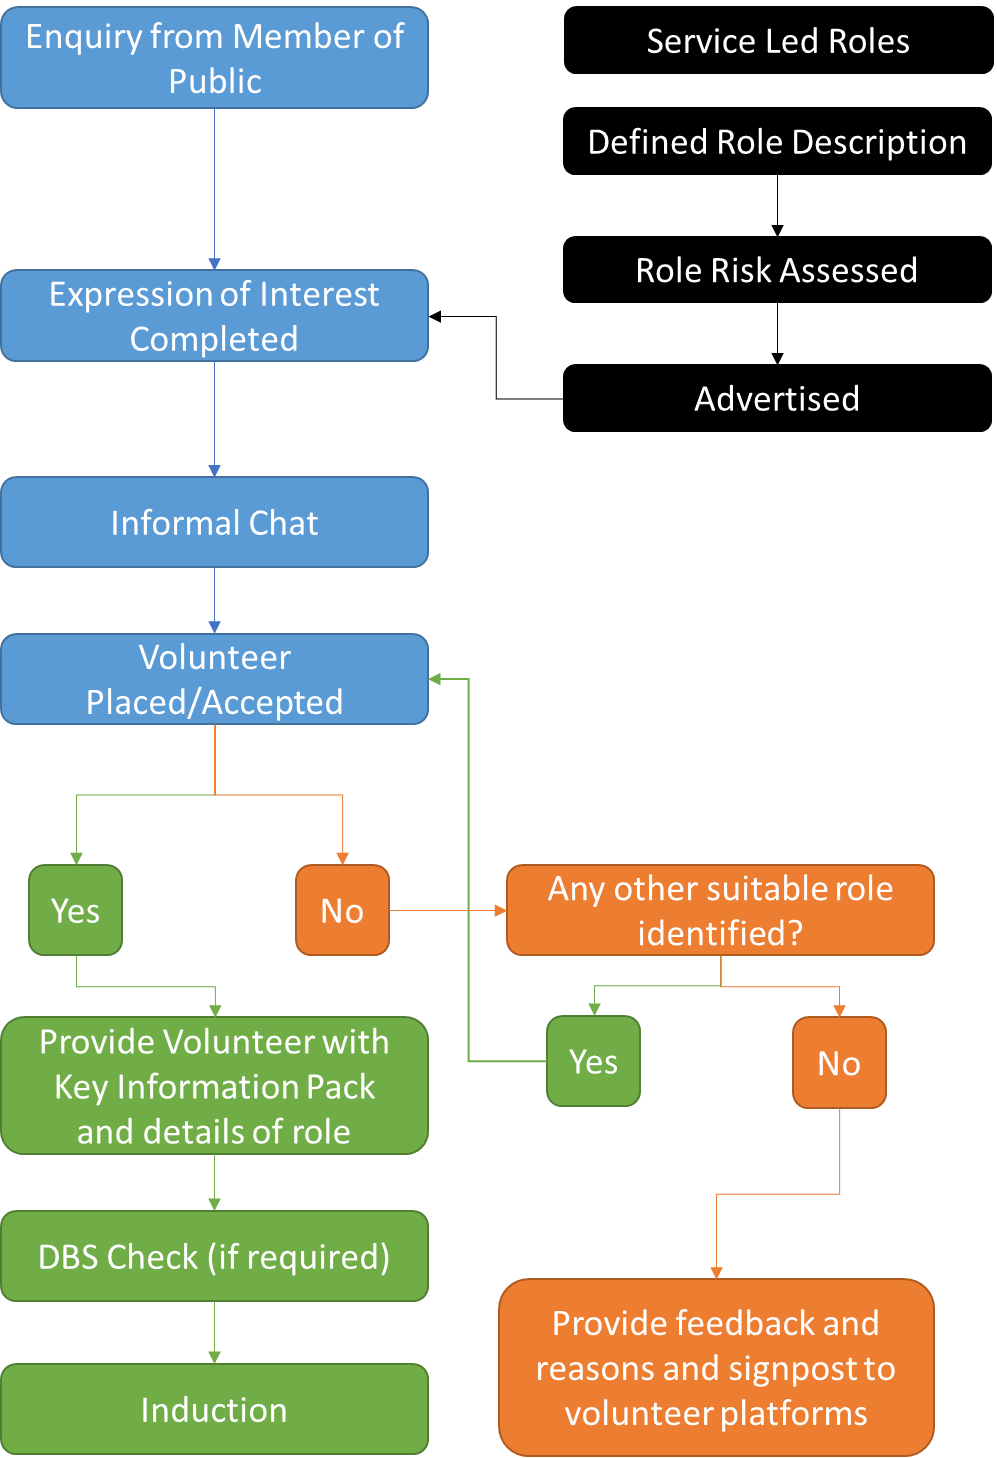 Enquiry from Member of
Public
Service Led Roles
Defined Role Description
Role Risk Assessed
Advertised
Expression of Interest
Completed
Informal Chat
Volunteer
Placed/Accepted
Yes
No
Any other suitable role
identified?
Yes
No
Provide Volunteer with
Key Information Pack
and details of role
DBS Check (if required)
Induction
Provide feedback and
reasons and signpost to
volunteer platforms